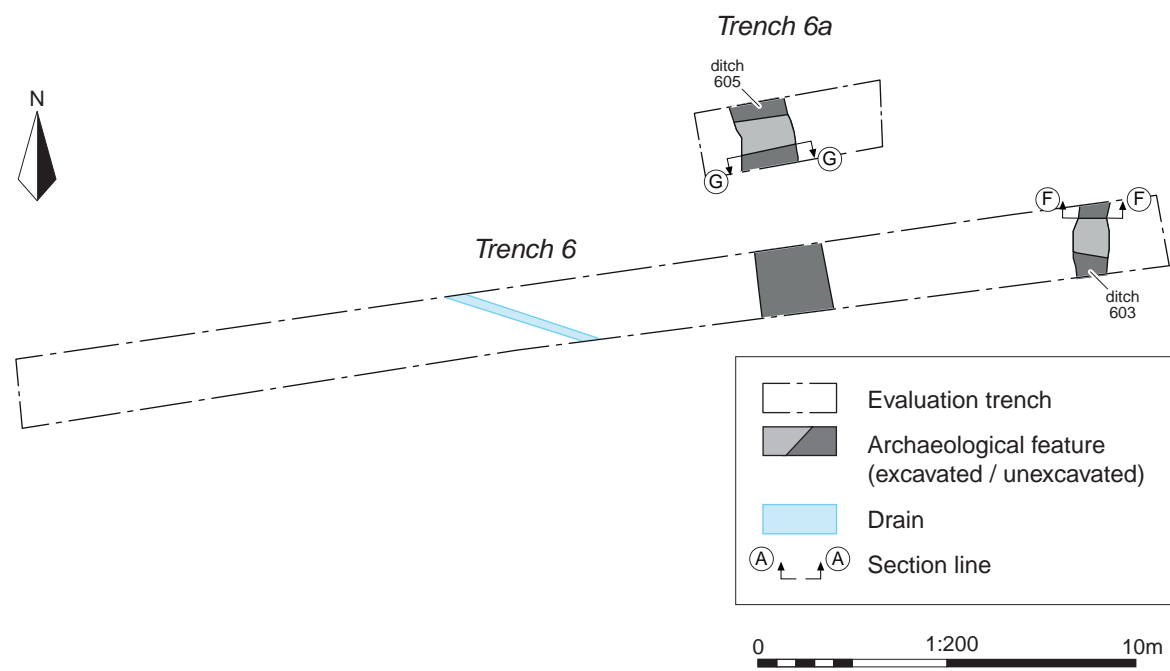 Trench 6a
ditch
605
N
G
G
F
F
Trench 6
ditch
603
Evaluation trench
Archaeological feature
(excavated / unexcavated)
Drain
A
A
Section line
0
1:200
10m